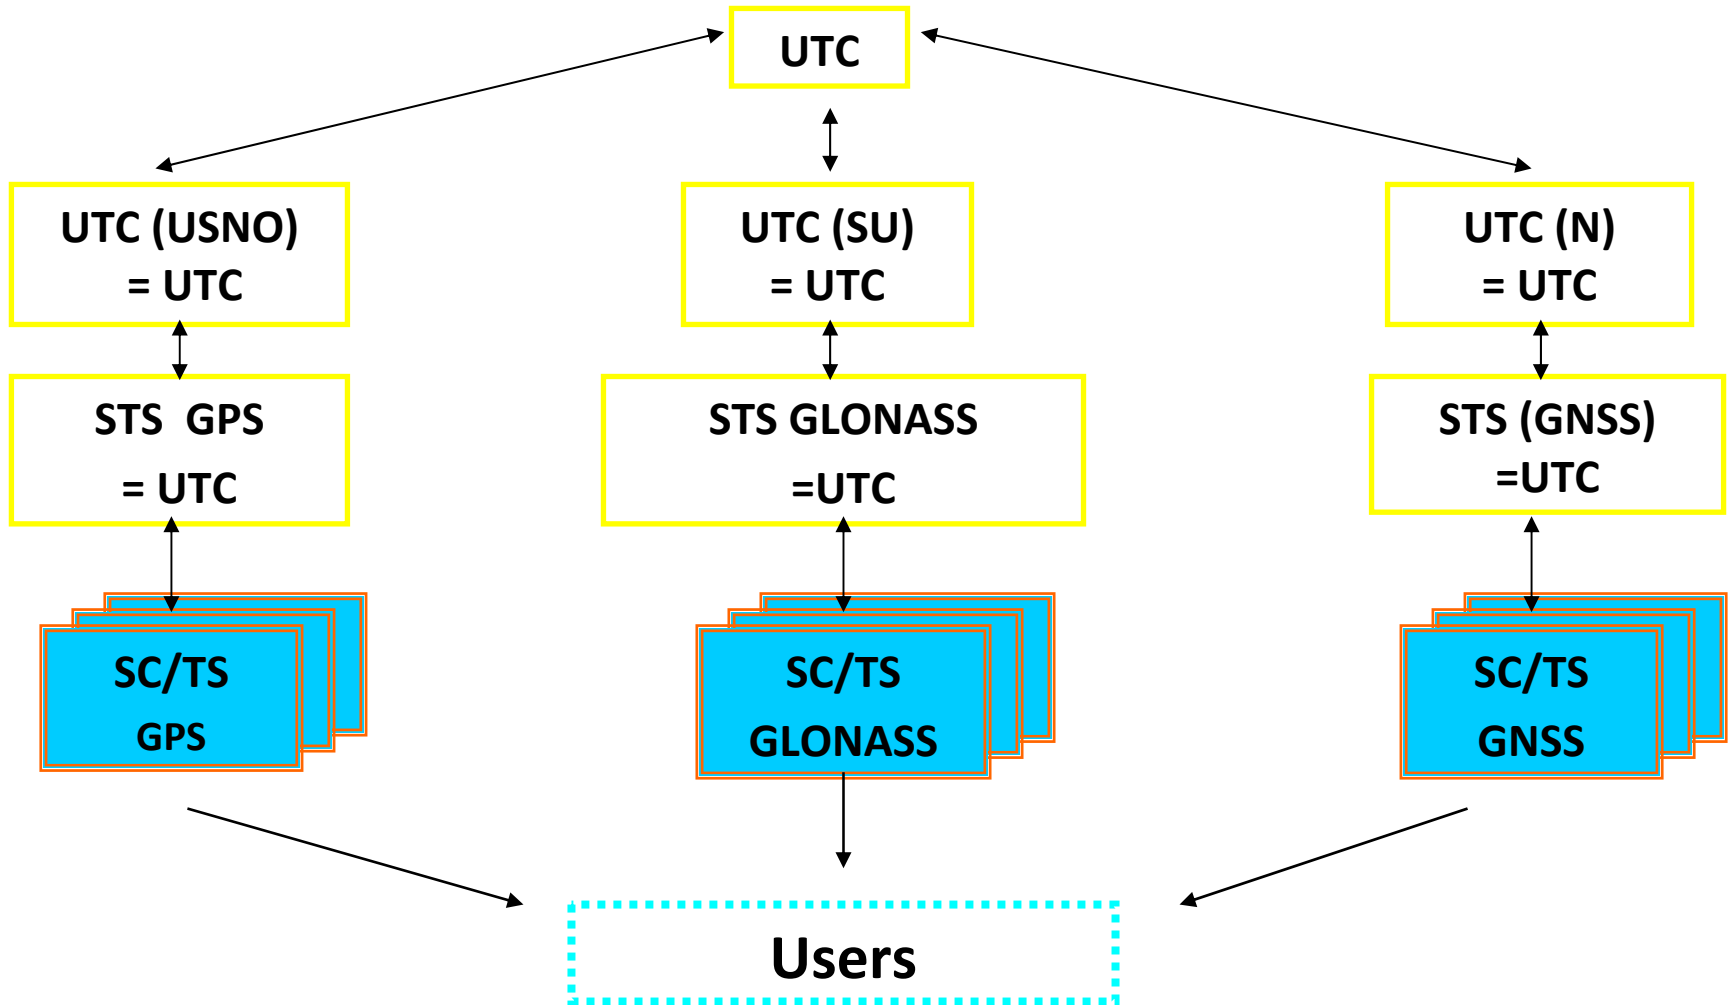 UTC
UTC (USNO)
= UTC
UTC (SU)
= UTC
UTC (N)
= UTC
STS GPS
= UTC
STS GLONASS
=UTC
STS (GNSS)
=UTC
SC/TS
GPS
SC/TS
GLONASS
SC/TS
GNSS
Users